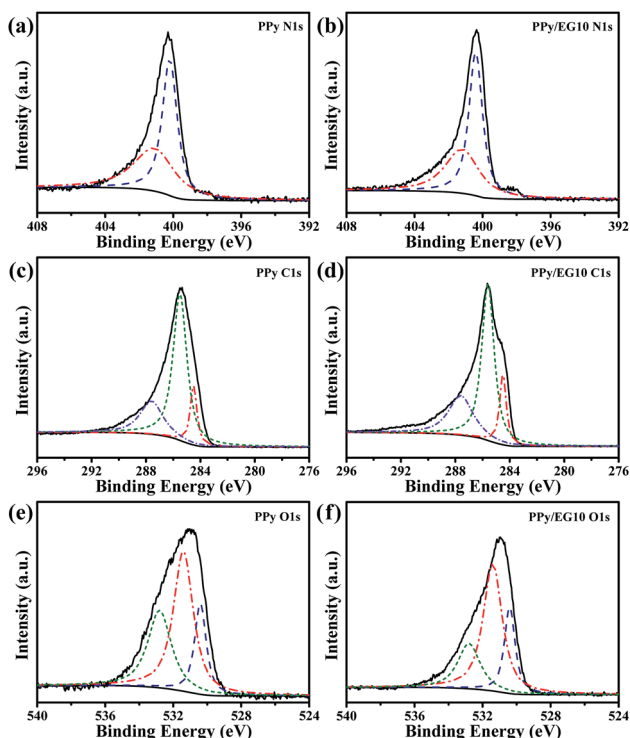 (a) PPy N1s
Intensity (a.u.)
408 404 400 396 392
Binding Energy (eV)
(b) PPy/EG10 N1s
Intensity (a.u.)
408 404 400 396 392
Binding Energy (eV)
(c) PPy C1s
Intensity (a.u.)
296 292 288 284 280 276
Binding Energy (eV)
(d) PPy/EG10 C1s
Intensity (a.u.)
296 292 288 284 280 276
Binding Energy (eV)
(e) PPy O1s
Intensity (a.u.)
540 536 532 528 524
Binding Energy (eV)
(f) PPy/EG10 O1s
Intensity (a.u.)
540 536 532 528 524
Binding Energy (eV)